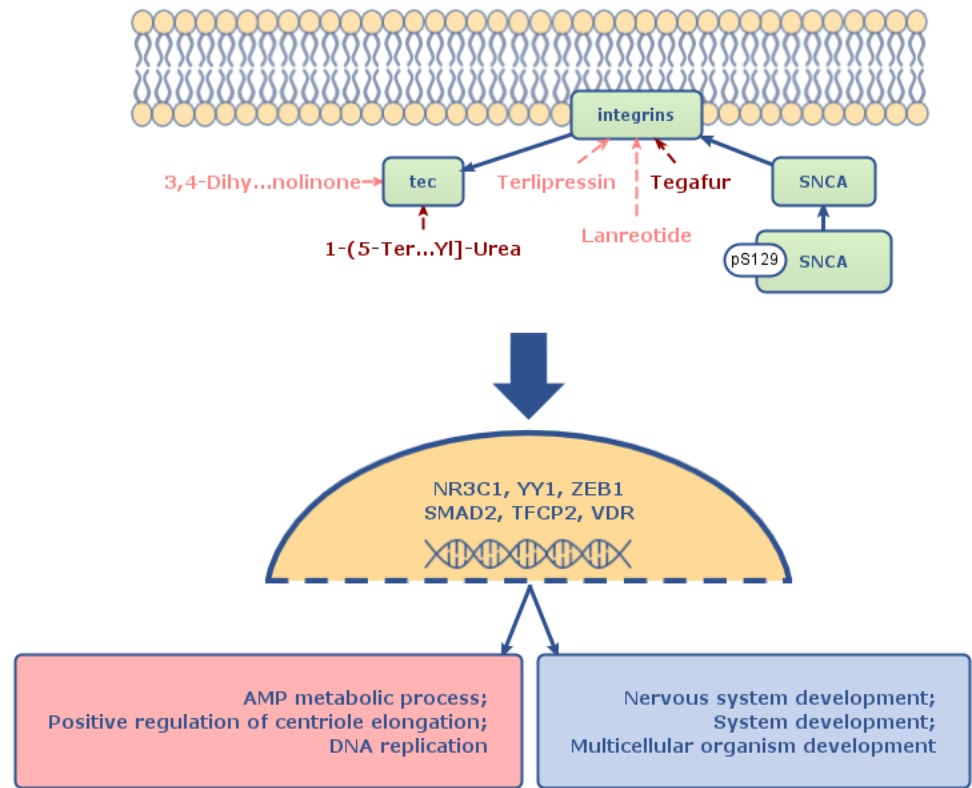 integrins
3,4-Dihy...nolinone
tec
Terlipressin
Tegafur
SNCA
1-(5-Ter...Yl]-Urea
Lanreotide
pS129
SNCA
NR3C1, YY1, ZEB1
SMAD2, TFCP2, VDR
AMP metabolic process;
Positive regulation of centriole elongation;
DNA replication
Nervous system development;
System development;
Multicellular organism development